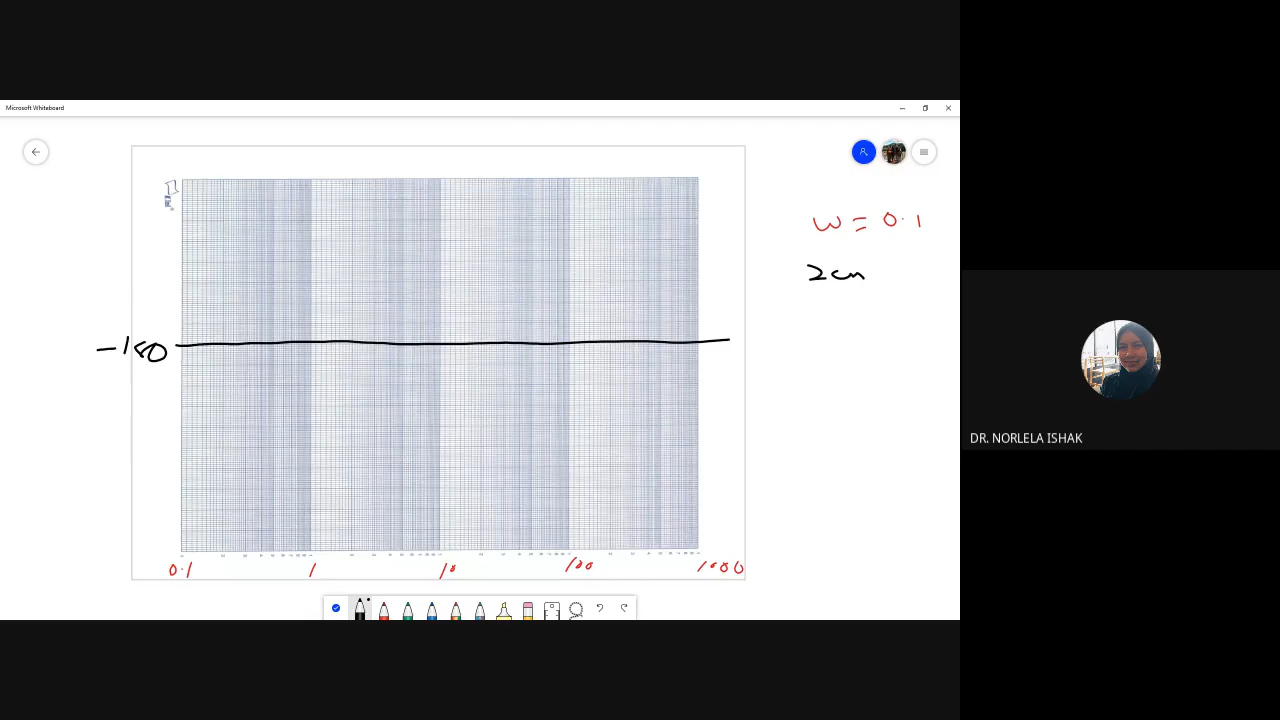 Microsoft Whiteboard
w = 0.1
2cm
-180
0.1 1 10 100 1000
DR. NORLELA ISHAK